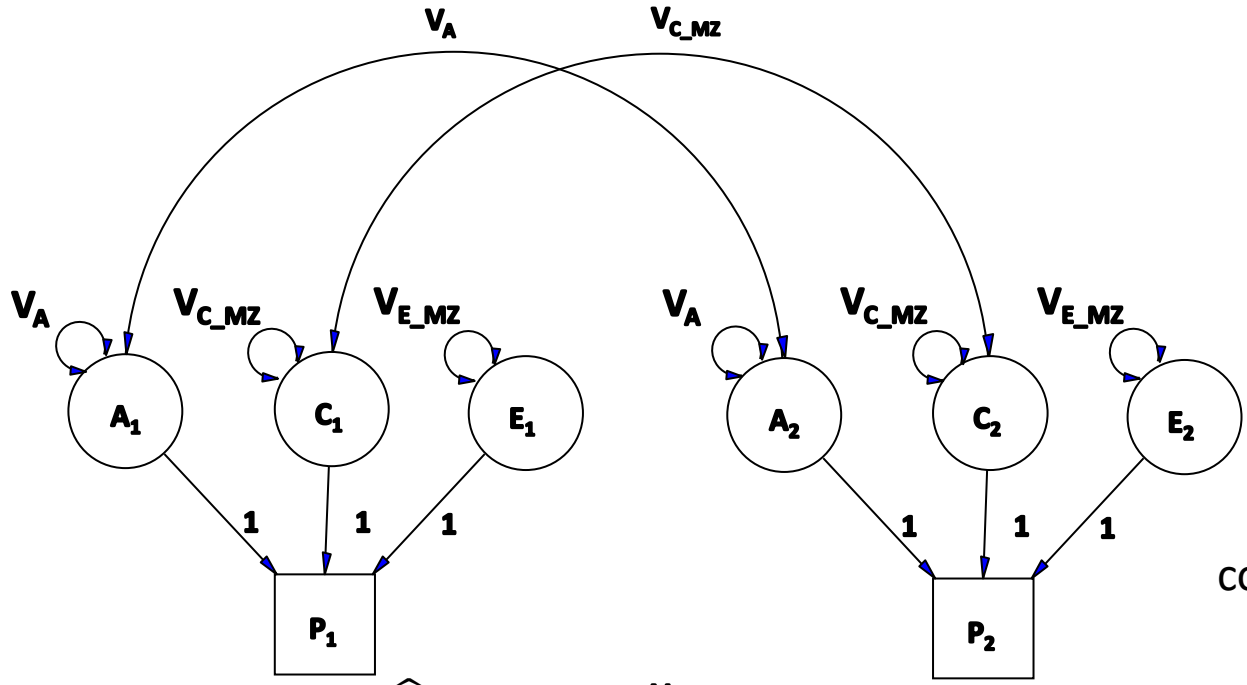 V_A V_C_MZ
V_A V_C_MZ V_E_MZ V_A V_C_MZ V_E_MZ
A₁ C₁ E₁ A₂ C₂ E₂
1 1 1 1 1 1
P₁ P₂